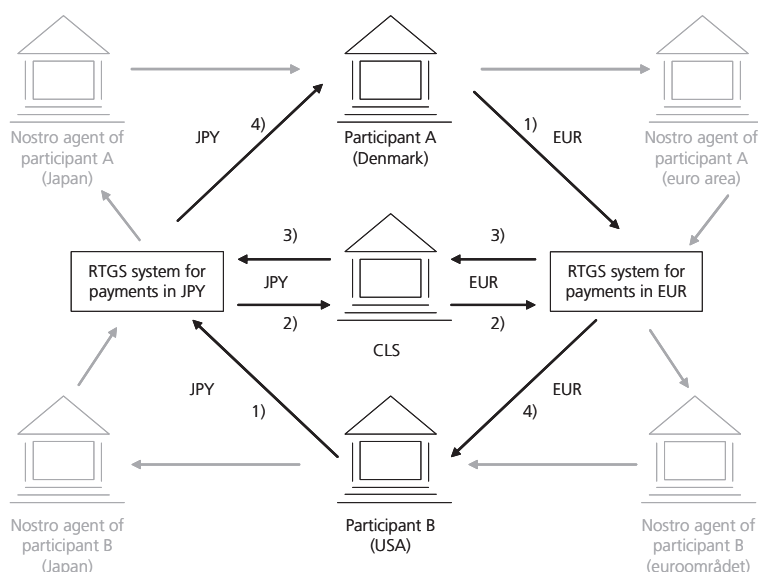 JPY
4)
1)
EUR
Nostro agent of
participant A
(Japan)
Participant A
(Denmark)
Nostro agent of
participant A
(euro area)
3)
3)
RTGS system for
payments in JPY
JPY
EUR
RTGS system for
payments in EUR
2)
2)
CLS
JPY
1)
EUR
4)
Nostro agent of
participant B
(Japan)
Participant B
(USA)
Nostro agent of
participant B
(euroområdet)